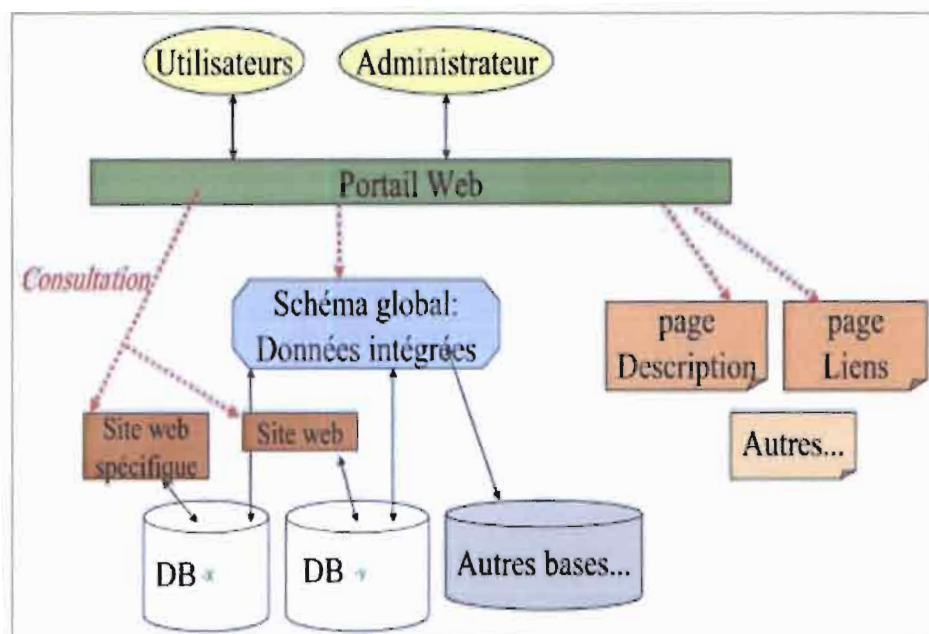 Utilisateurs
Administrateur
Portail Web
Consultation
Schéma global:
Données intégrées
page
Description
page
Liens
Autres...
Site web
spécifique
Site web
DB -x
DB
Autres bases...